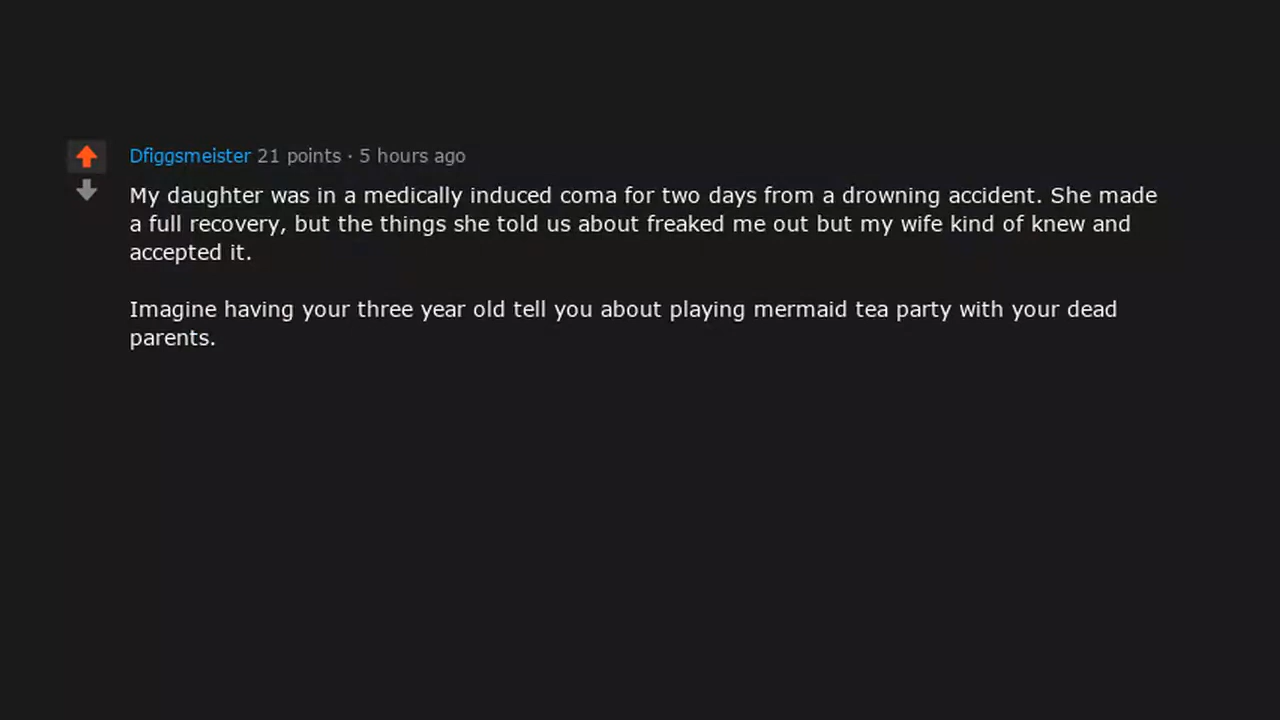 Dfiggsmeister 21 points · 5 hours ago
My daughter was in a medically induced coma for two days from a drowning accident. She made
a full recovery, but the things she told us about freaked me out but my wife kind of knew and
accepted it.
Imagine having your three year old tell you about playing mermaid tea party with your dead
parents.